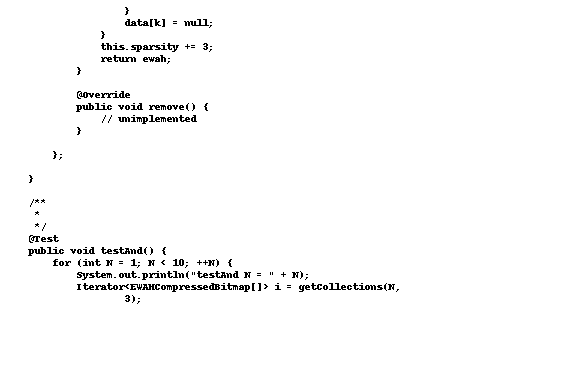 }
                data[k] = null;
            }
            this.sparsity += 3;
            return ewah;
        }

        @Override
        public void remove() {
            // unimplemented
        }

    };

}

/**
 *
 */
@Test
public void testAnd() {
    for (int N = 1; N < 10; ++N) {
        System.out.println("testAnd N = " + N);
        Iterator<EWAHCompressedBitmap[]> i = getCollections(N,
                3);